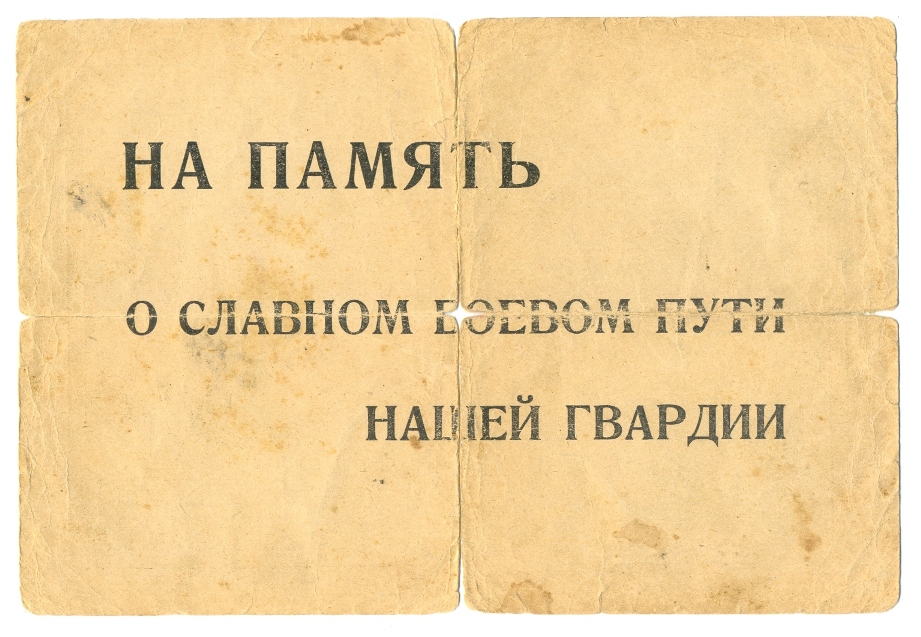 НА ПАМЯТЬ
О СЛАВНОМ БОЕВОМ ПУТИ
НАШЕЙ ГВАРДИИ